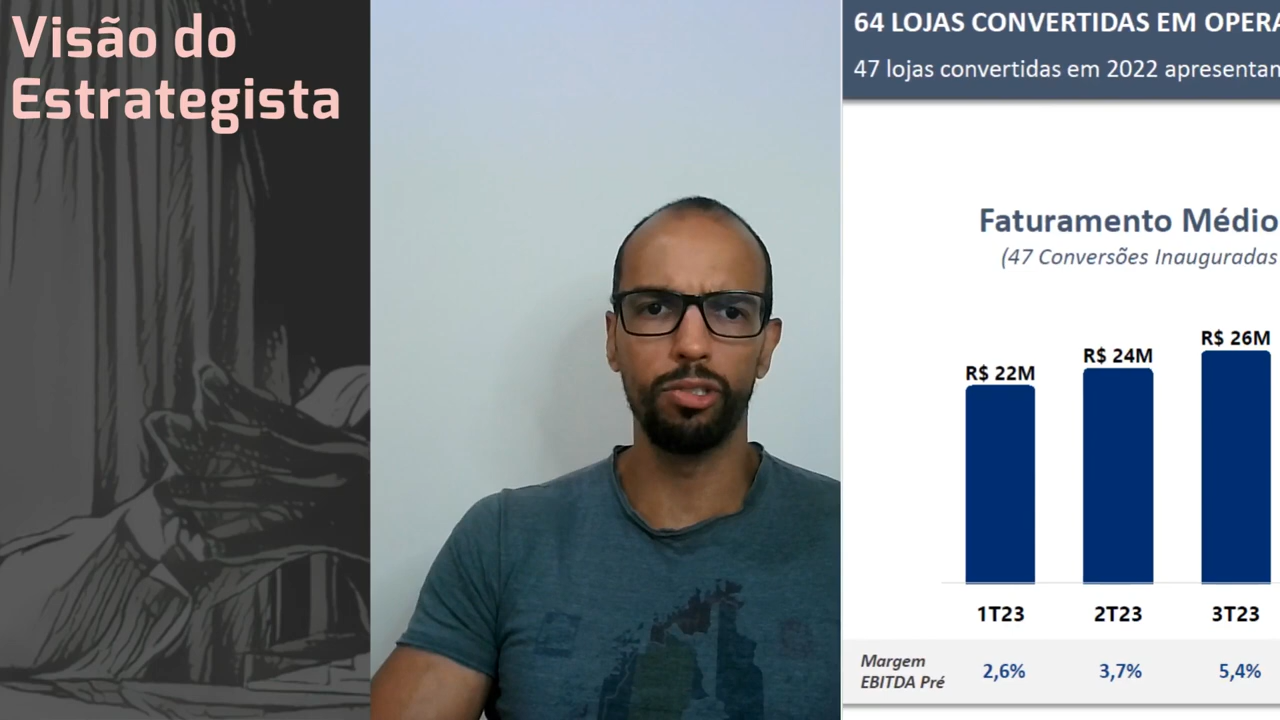 Visão do
Estrategista
64 LOJAS CONVERTIDAS EM OPERA
47 lojas convertidas em 2022 apresentam
Faturamento Médio
(47 Conversões Inauguradas
R$ 22M
R$ 24M
R$ 26M
1T23
2T23
3T23
Margem
EBITDA Pré
2,6%
3,7%
5,4%